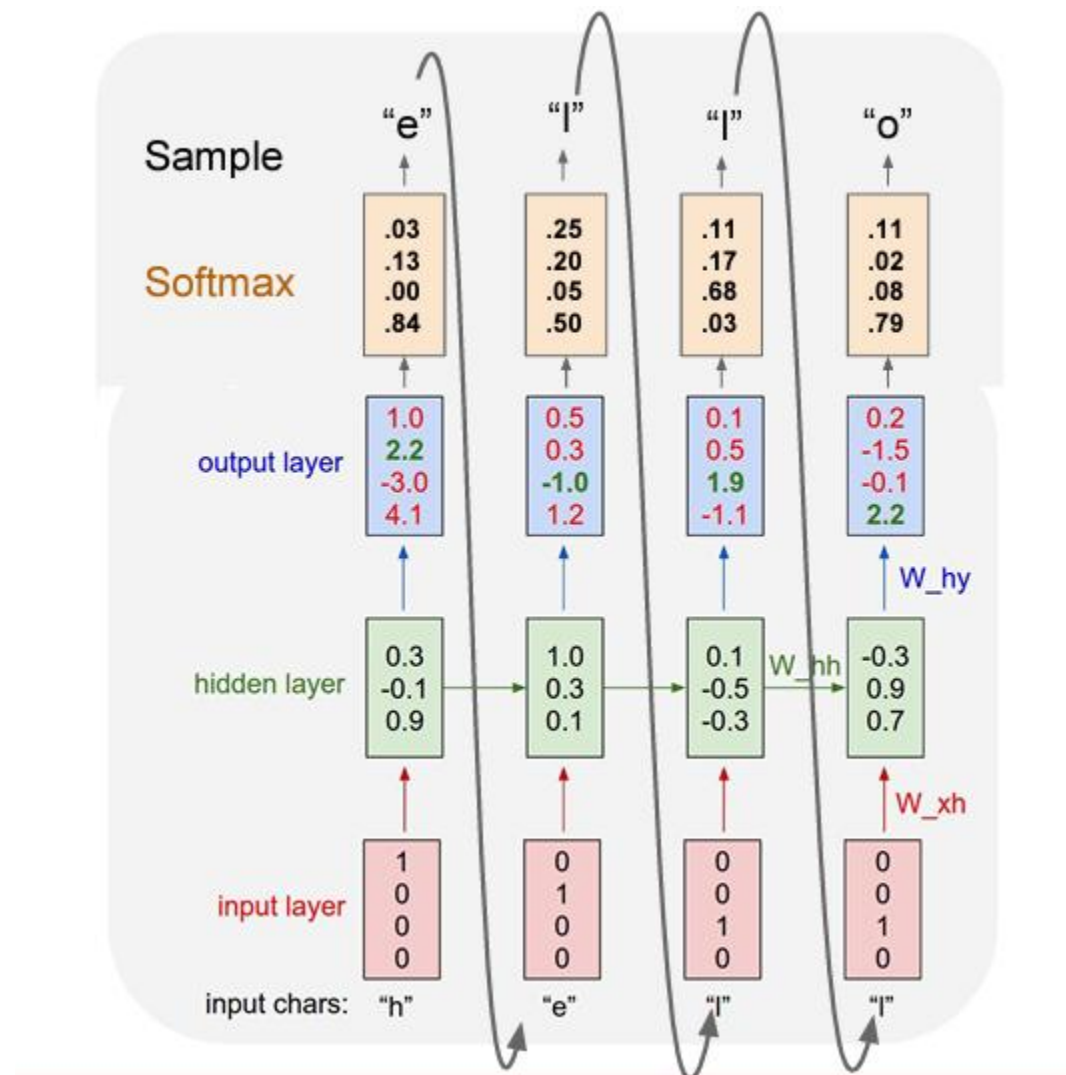 “e” “l” “l” “o”
Sample
.03 .25 .11 .11
.13 .20 .17 .02
.00 .05 .68 .08
.84 .50 .03 .79
Softmax
1.0 0.5 0.1 0.2
2.2 0.3 0.5 -1.5
-3.0 -1.0 1.9 -0.1
4.1 1.2 -1.1 2.2
output layer
W_hy
0.3 1.0 0.1 -0.3
-0.1 0.3 -0.5 0.9
0.9 0.1 -0.3 0.7
hidden layer
W_hh
W_xh
1 0 0 0
0 1 0 0
0 0 1 1
0 0 0 0
input layer
input chars: “h” “e” “l” “l”